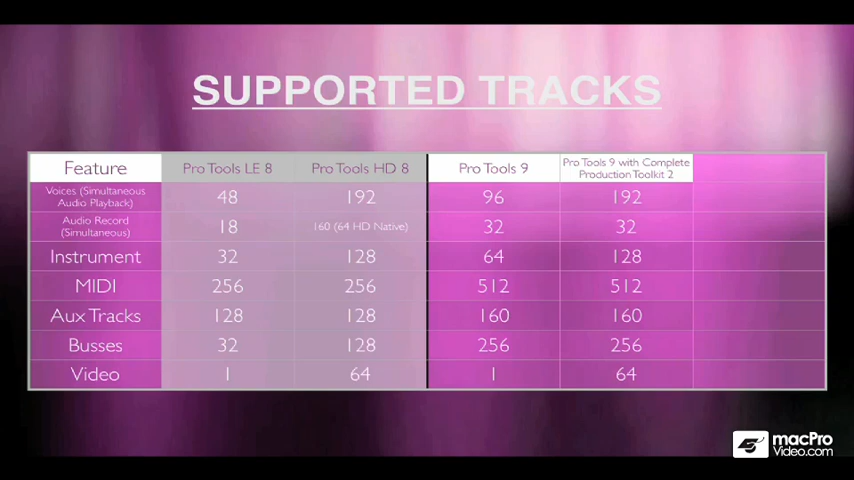 SUPPORTED TRACKS
Feature Pro Tools LE 8 Pro Tools HD 8 Pro Tools 9 Pro Tools 9 with Complete
Production Toolkit 2
Voices (Simultaneous
Audio Playback) 48 192 96 192
Audio Record
(Simultaneous) 18 160 (64 HD Native) 32 32
Instrument 32 128 64 128
MIDI 256 256 512 512
Aux Tracks 128 128 160 160
Busses 32 128 256 256
Video 1 64 1 64
macPro
Video.com